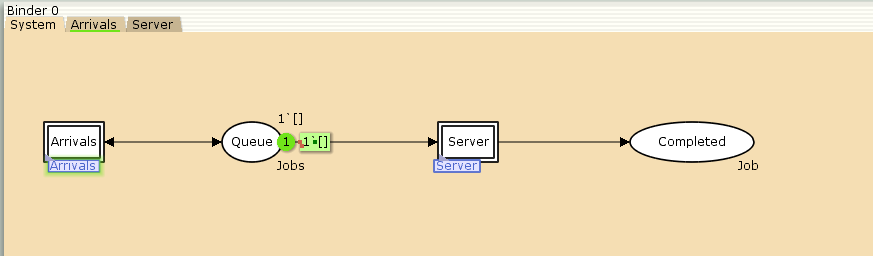 Binder 0
System Arrivals Server
1`[]
Arrivals Queue 1 1`[] Server Completed
Arrivals Jobs Server Job